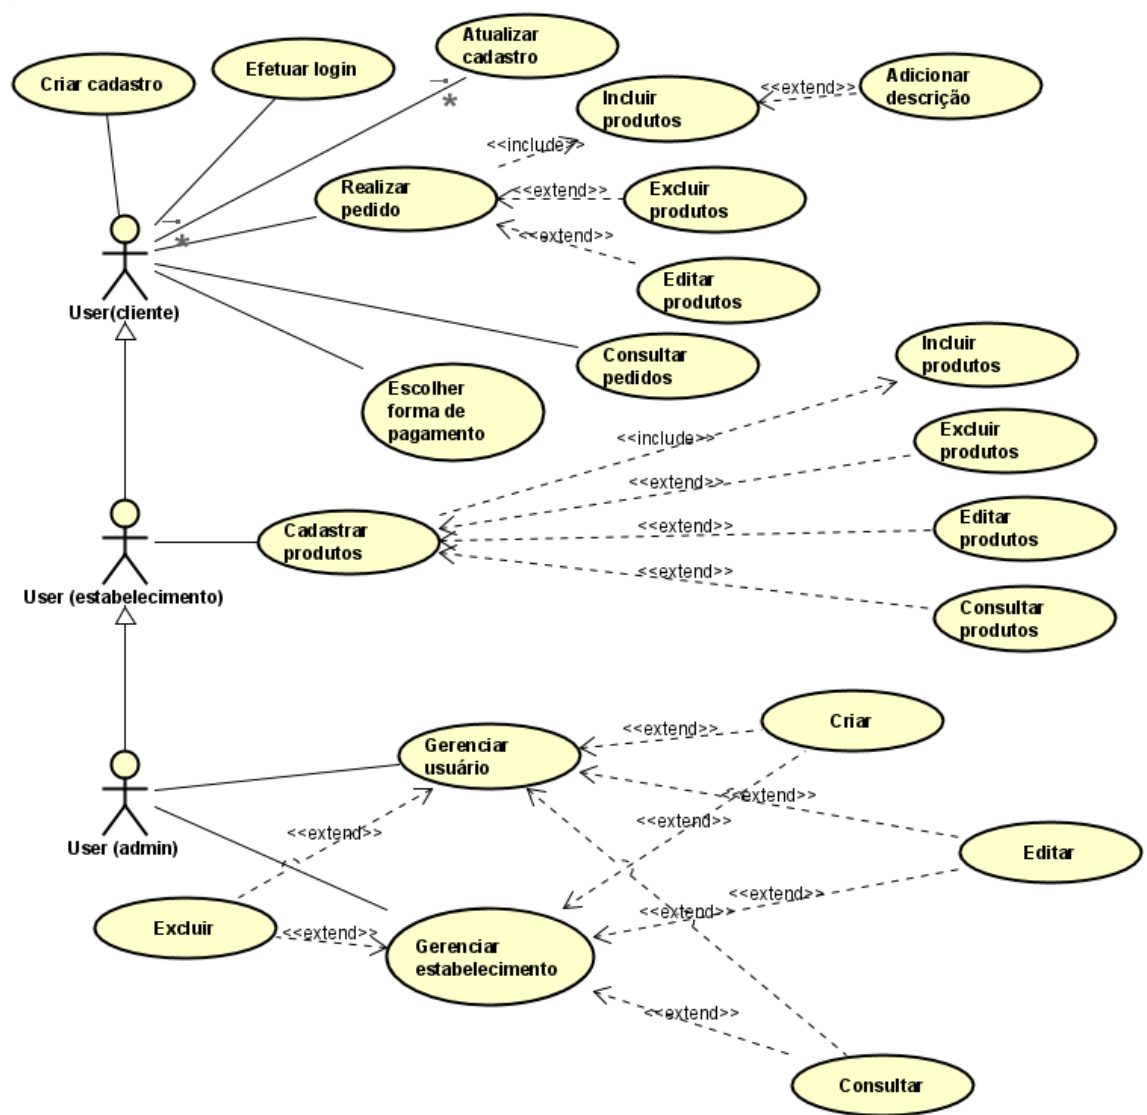 Atualizar
cadastro
Criar cadastro
Efetuar login
*
Incluir
produtos
<<extend>>
Adicionar
descrição
<<include>>
Realizar
pedido
<<extend>>
Excluir
produtos
*
<<extend>>
Editar
produtos
User(cliente)
Consultar
pedidos
Incluir
produtos
Escolher
forma de
pagamento
<<include>>
Excluir
produtos
<<extend>>
Cadastrar
produtos
<<extend>>
Editar
produtos
<<extend>>
User (estabelecimento)
Consultar
produtos
Gerenciar
usuário
<<extend>>
Criar
<<extend>>
<<extend>>
<<extend>>
User (admin)
Editar
<<extend>>
<<extend>>
Excluir
<<extend>>
Gerenciar
estabelecimento
<<extend>>
Consultar